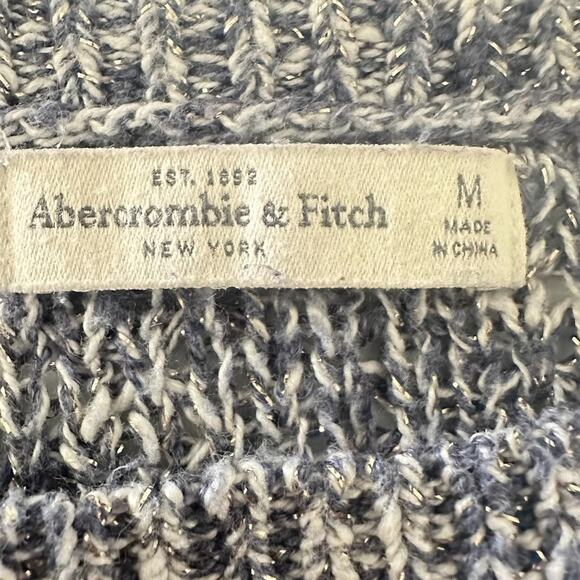 EST. 1892
Abercrombie & Fitch
NEW YORK
M
MADE
IN CHINA